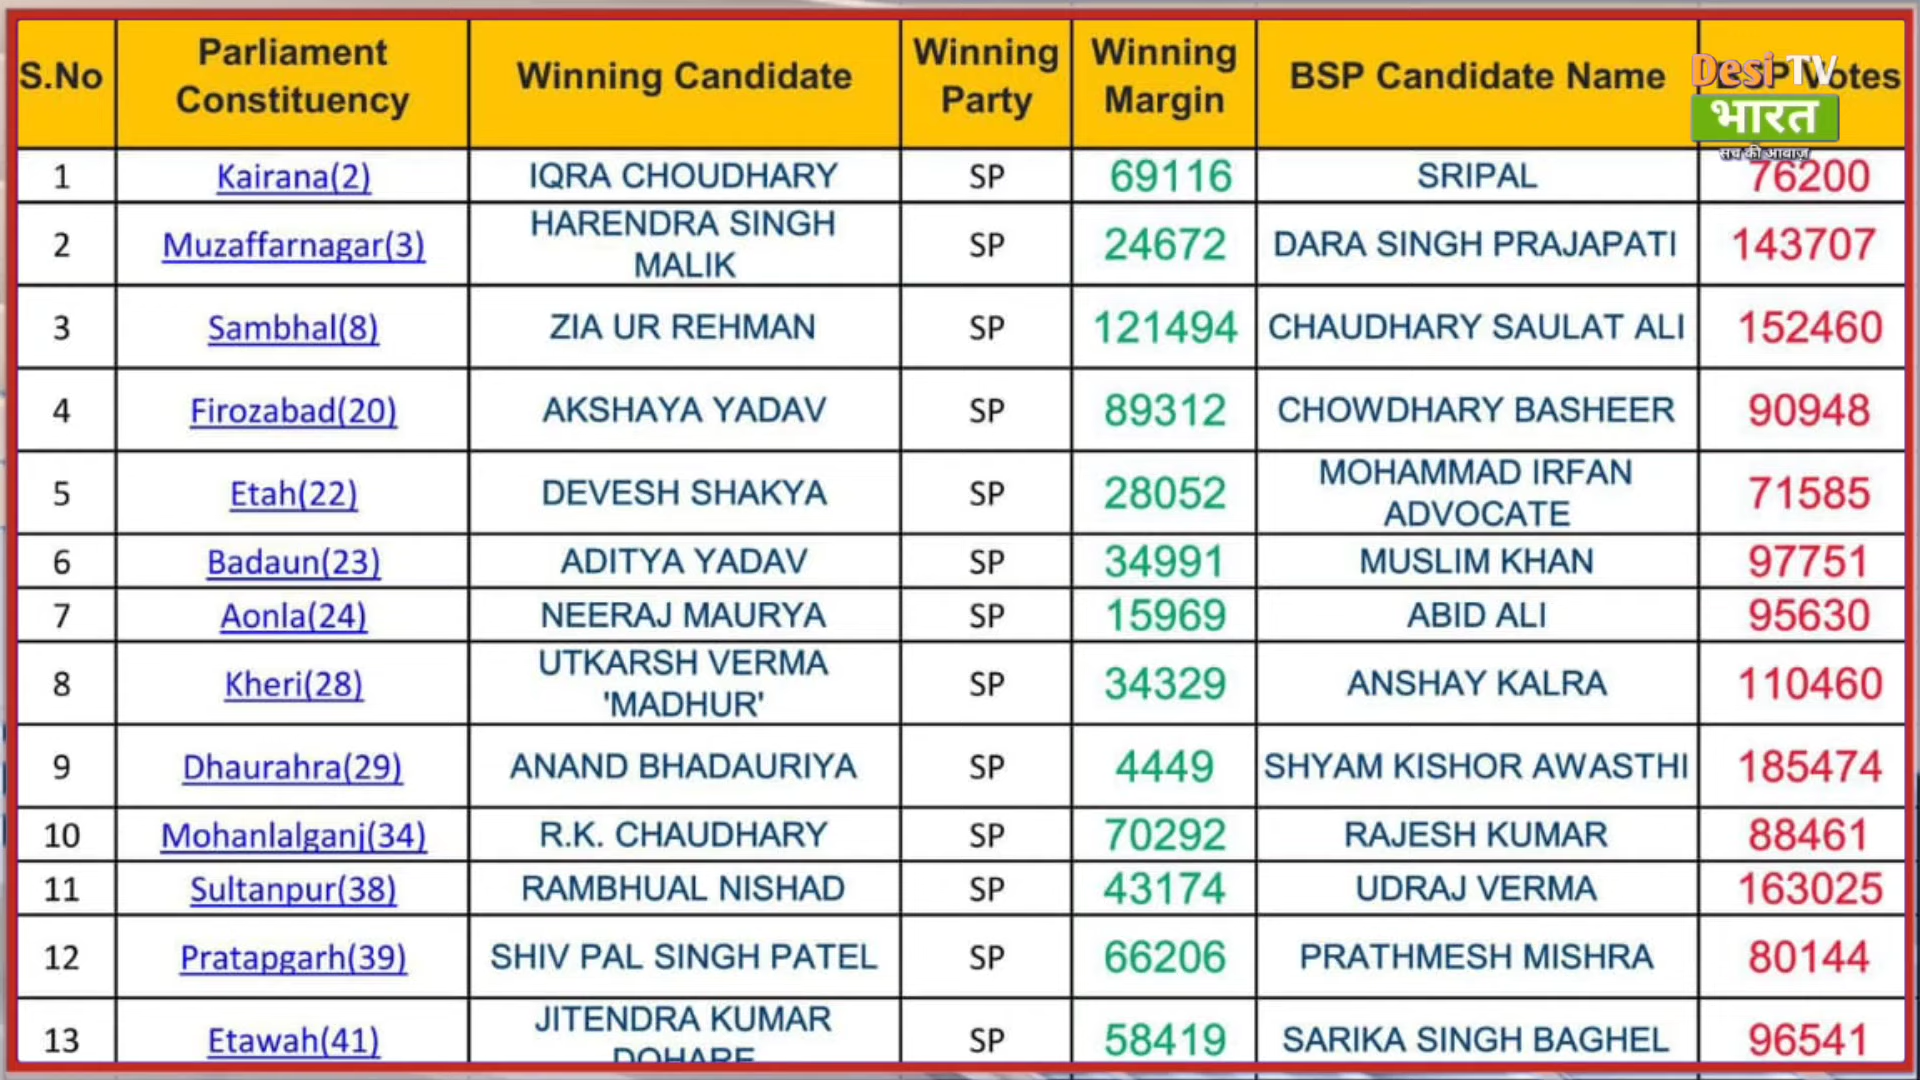 S.No Parliament Constituency Winning Candidate Winning Party Winning Margin BSP Candidate Name Votes
Desi TV
भारत
सच की आवाज़
1 Kairana(2) IQRA CHOUDHARY SP 69116 SRIPAL 76200
2 Muzaffarnagar(3) HARENDRA SINGH MALIK SP 24672 DARA SINGH PRAJAPATI 143707
3 Sambhal(8) ZIA UR REHMAN SP 121494 CHAUDHARY SAULAT ALI 152460
4 Firozabad(20) AKSHAYA YADAV SP 89312 CHOWDHARY BASHEER 90948
5 Etah(22) DEVESH SHAKYA SP 28052 MOHAMMAD IRFAN ADVOCATE 71585
6 Badaun(23) ADITYA YADAV SP 34991 MUSLIM KHAN 97751
7 Aonla(24) NEERAJ MAURYA SP 15969 ABID ALI 95630
8 Kheri(28) UTKARSH VERMA 'MADHUR' SP 34329 ANSHAY KALRA 110460
9 Dhaurahra(29) ANAND BHADAURIYA SP 4449 SHYAM KISHOR AWASTHI 185474
10 Mohanlalganj(34) R.K. CHAUDHARY SP 70292 RAJESH KUMAR 88461
11 Sultanpur(38) RAMBHUAL NISHAD SP 43174 UDRAJ VERMA 163025
12 Pratapgarh(39) SHIV PAL SINGH PATEL SP 66206 PRATHMESH MISHRA 80144
13 Etawah(41) JITENDRA KUMAR DOHARE SP 58419 SARIKA SINGH BAGHEL 96541